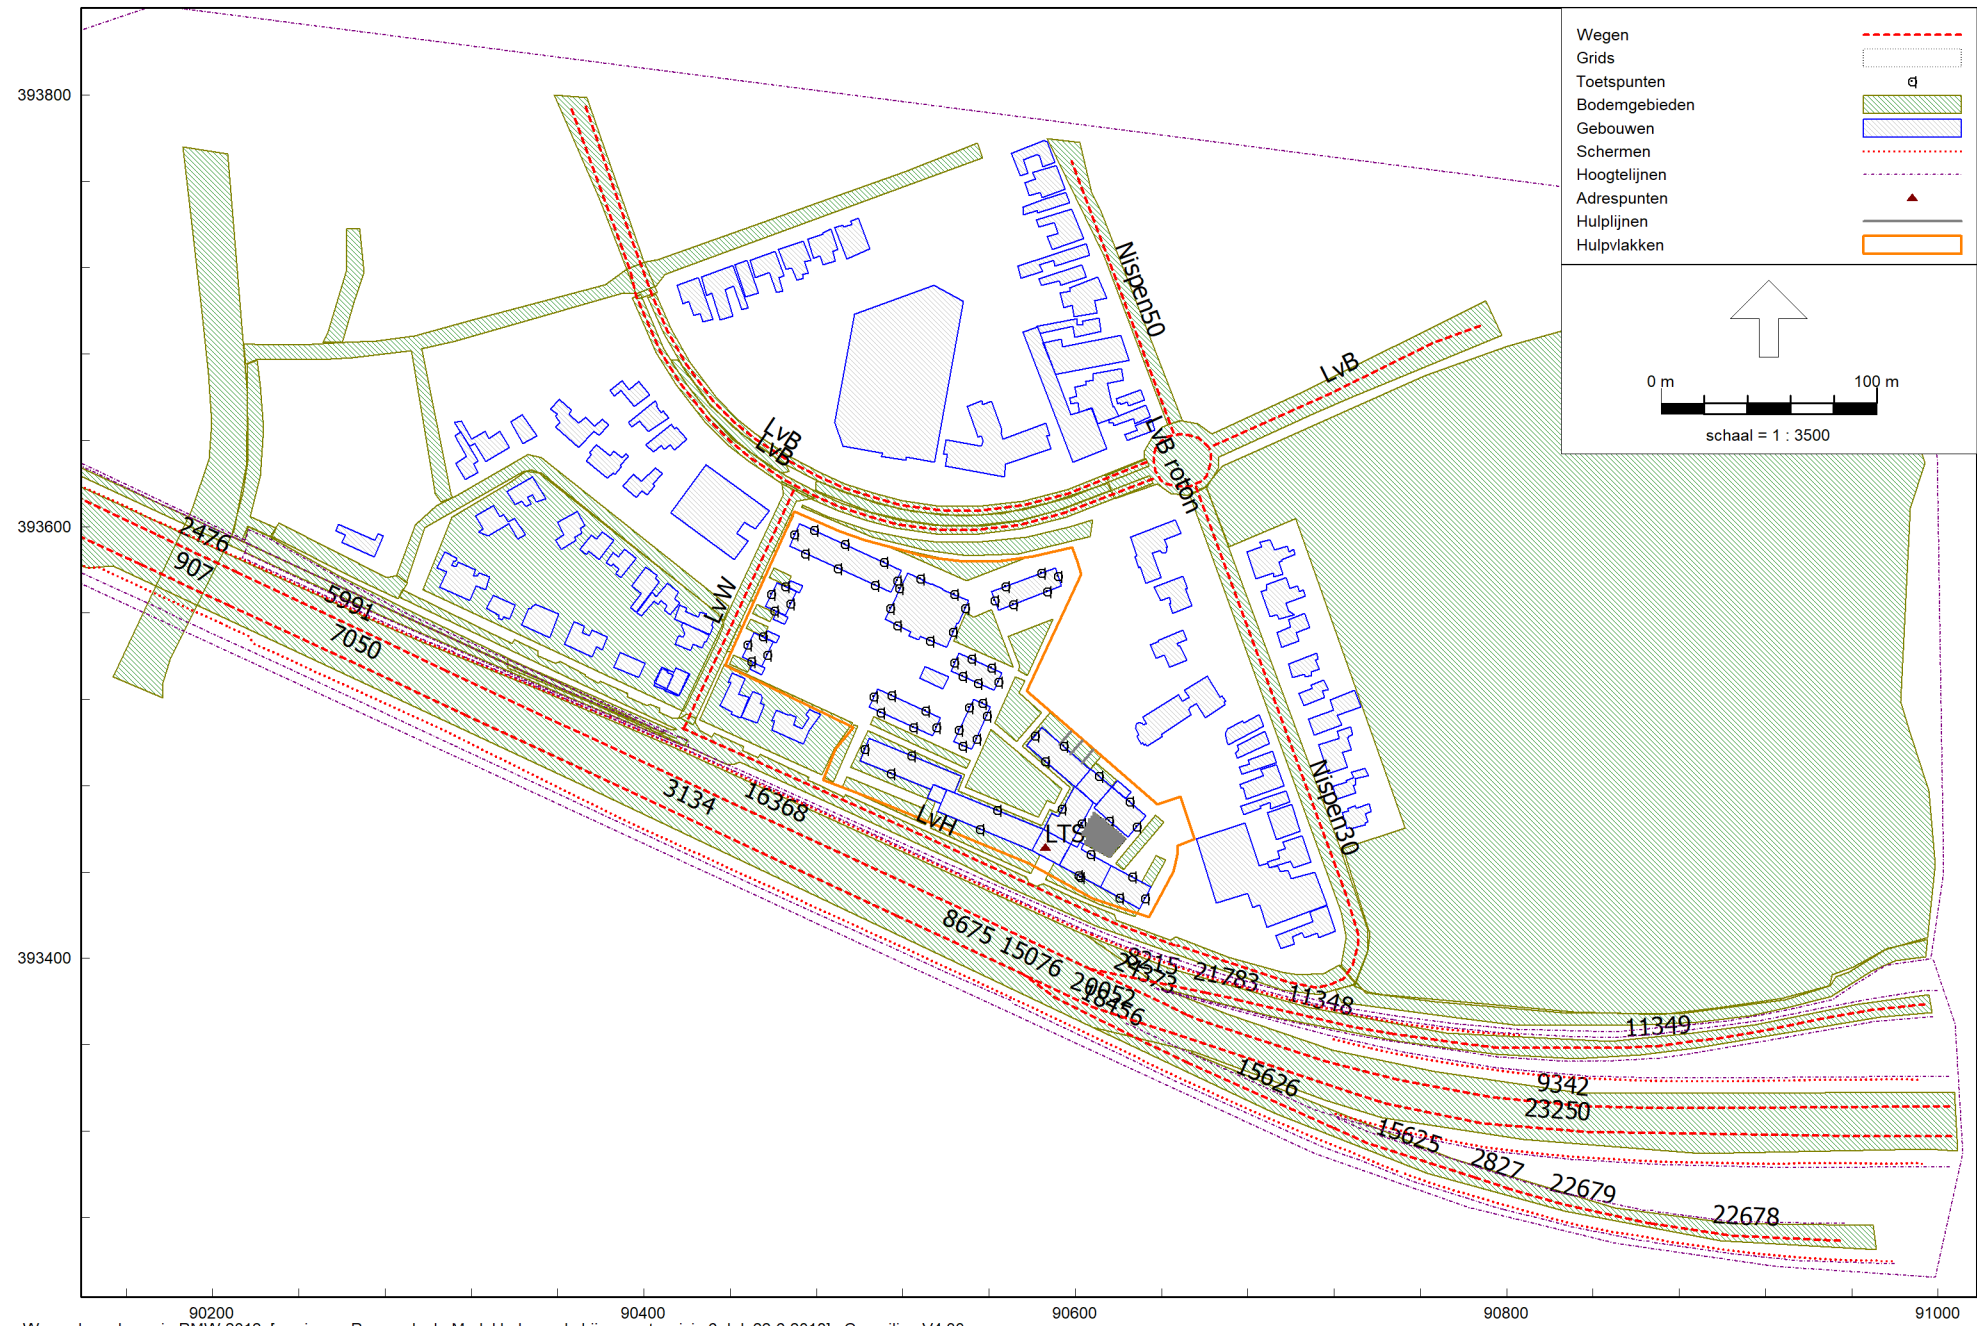 Wegen
Grids
Toetspunten
Bodemgebieden
Gebouwen
Schermen
Hoogtelijnen
Adrespunten
Hulplijnen
Hulpvlakken
0 m 100 m
schaal = 1 : 3500
393800
393600
393400
Nispen50
LvB
LvB
LvB
LvB roton
2476
907
5991
7050
LvW
3134
16368
LvH
LTS
Nispen30
8675
15076
8215
24373
21783
20052
18456
11348
11349
15626
9342
23250
15625
2827
22679
22678
90200
90400
90600
90800
91000